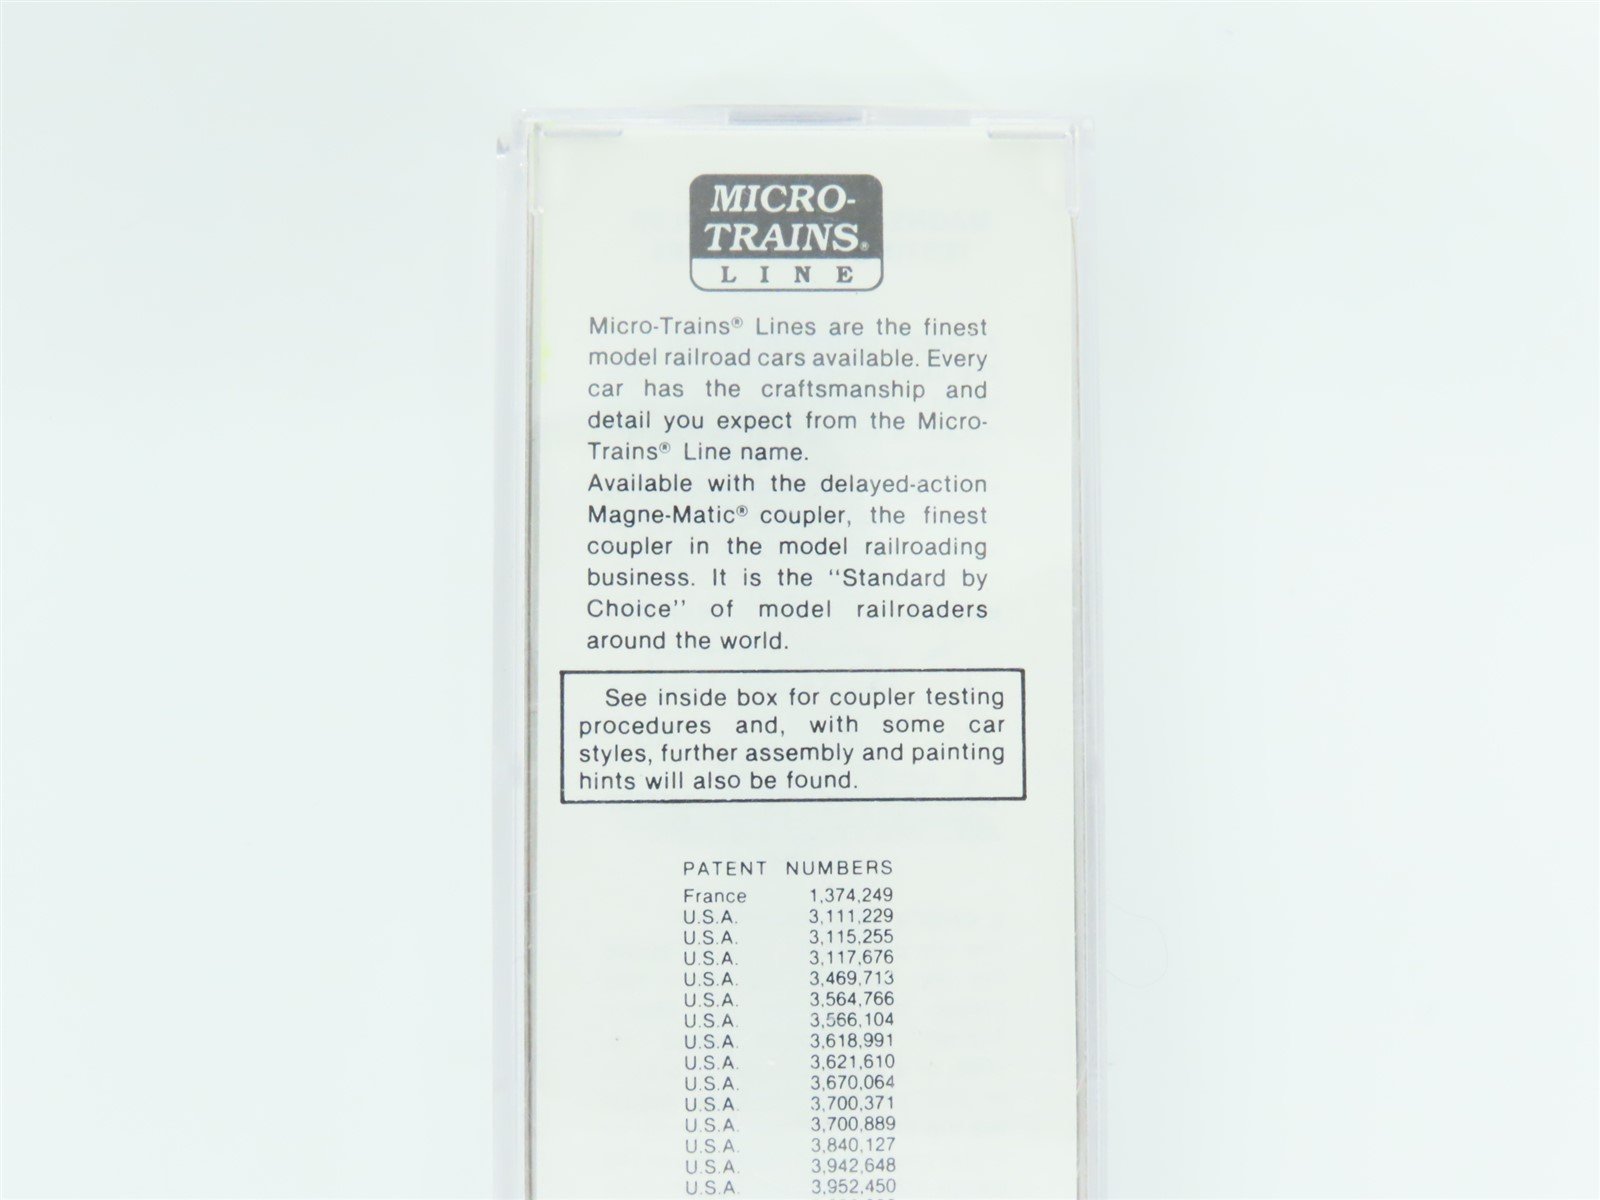 MICRO-
TRAINS®
LINE
Micro-Trains® Lines are the finest
model railroad cars available. Every
car has the craftsmanship and
detail you expect from the Micro-
Trains® Line name.
Available with the delayed-action
Magne-Matic® coupler, the finest
coupler in the model railroading
business. It is the "Standard by
Choice" of model railroaders
around the world.
See inside box for coupler testing
procedures and, with some car
styles, further assembly and painting
hints will also be found.
PATENT NUMBERS
France 1,374,249
U.S.A. 3,111,229
U.S.A. 3,115,255
U.S.A. 3,117,676
U.S.A. 3,469,713
U.S.A. 3,564,766
U.S.A. 3,566,104
U.S.A. 3,618,991
U.S.A. 3,621,610
U.S.A. 3,670,064
U.S.A. 3,700,371
U.S.A. 3,700,889
U.S.A. 3,840,127
U.S.A. 3,942,648
U.S.A. 3,952,450